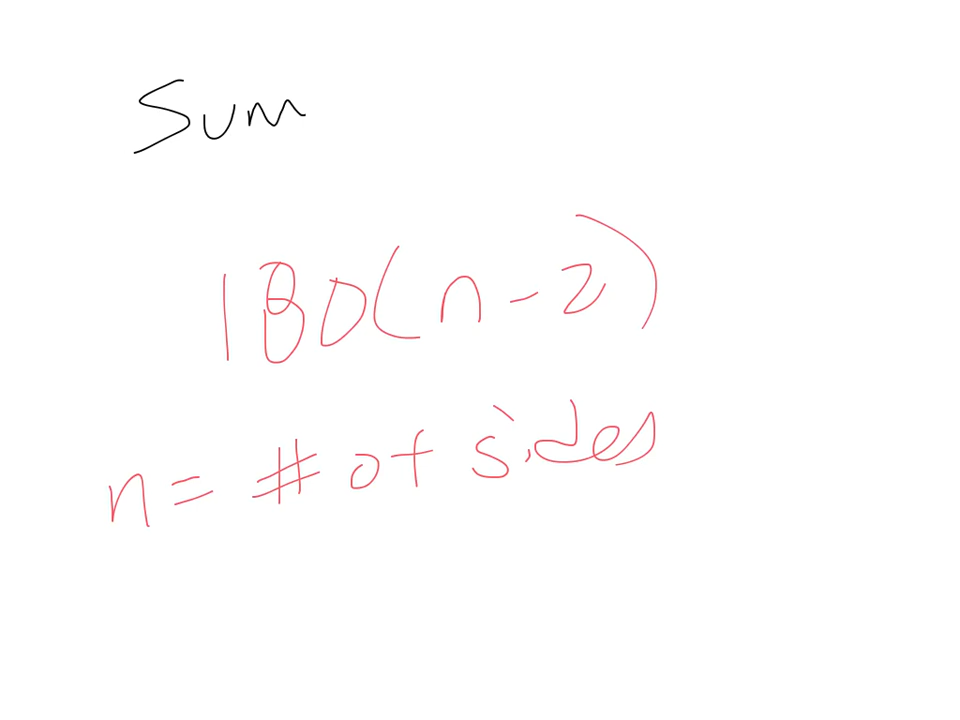 Sum
180(n-2)
n= # of sides